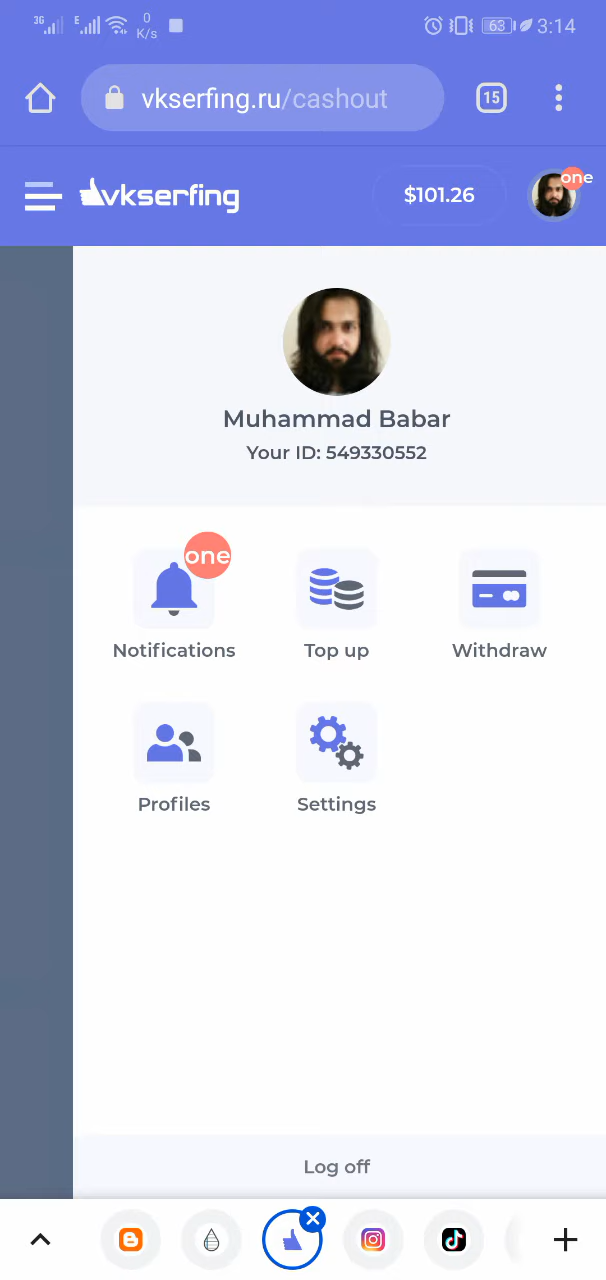 3G E 0 K/s 63 3:14
vkserfing.ru/cashout 15
vkserfing $101.26 one
Muhammad Babar
Your ID: 549330552
one
Notifications Top up Withdraw
Profiles Settings
Log off